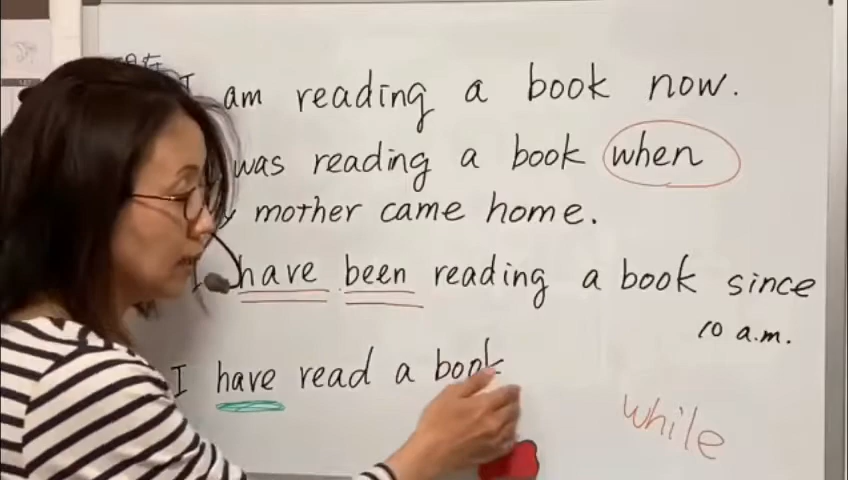 I am reading a book now.
was reading a book when
mother came home.
I have been reading a book since
10 a.m.
I have read a book
while